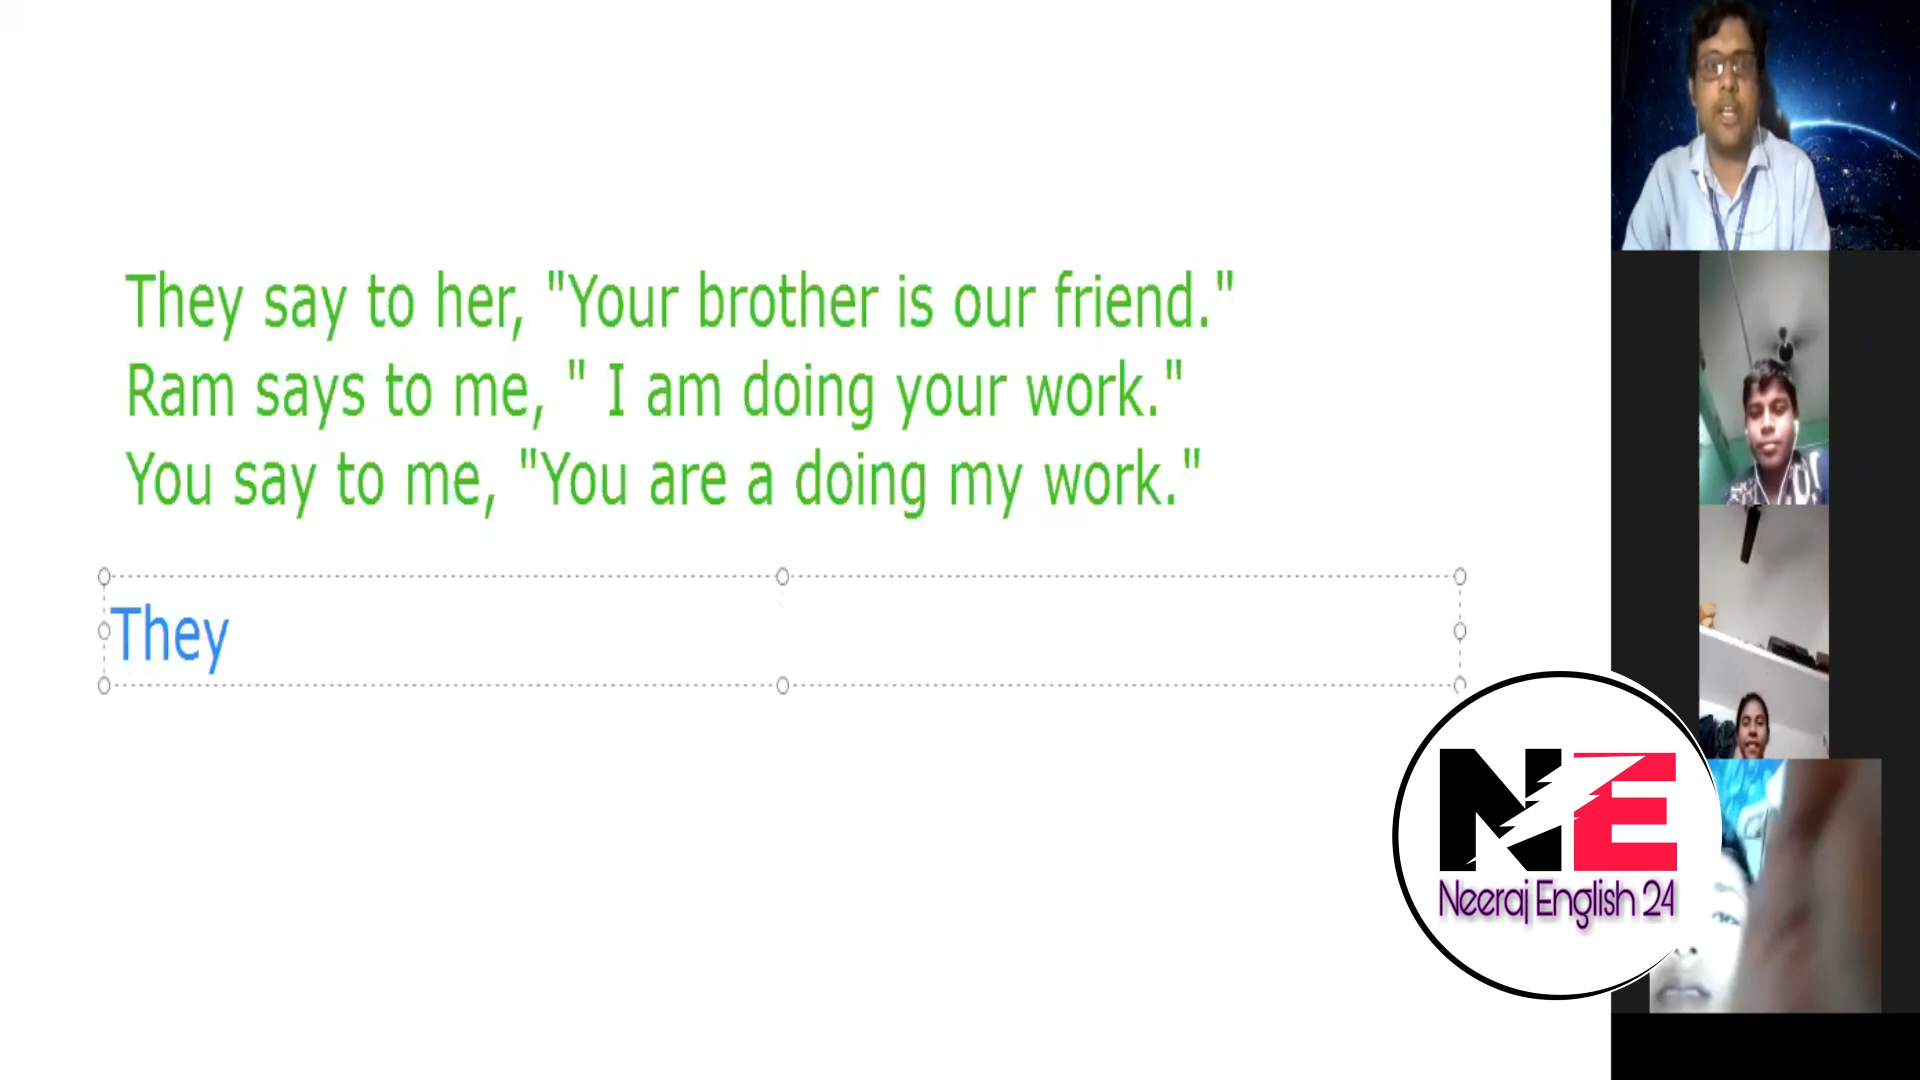 They say to her, "Your brother is our friend."
Ram says to me, " I am doing your work."
You say to me, "You are a doing my work."
They
NE
Neeraj English 24